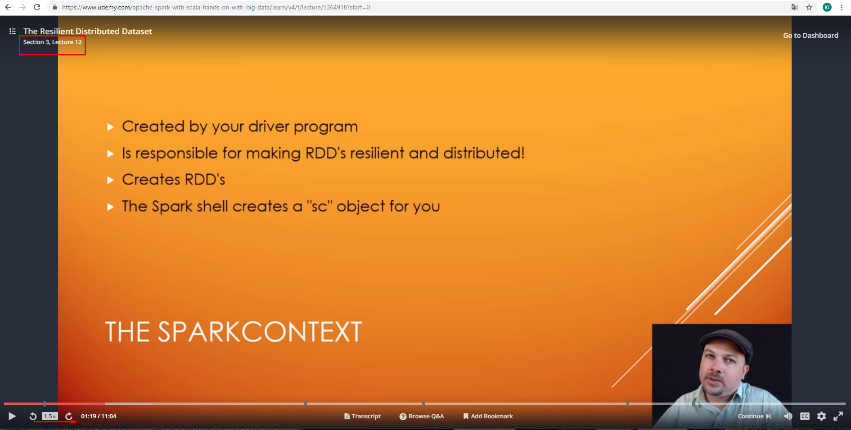 https://www.udemy.com/apache-spark-with-scala-hands-on-with-big-data/learn/v4/t/lecture/5364918?start=0
The Resilient Distributed Dataset
Section 3, Lecture 12
Go to Dashboard
Created by your driver program
Is responsible for making RDD's resilient and distributed!
Creates RDD's
The Spark shell creates a "sc" object for you
THE SPARKCONTEXT
1.5x
01:19 / 11:04
Transcript
Browse Q&A
Add Bookmark
Continue